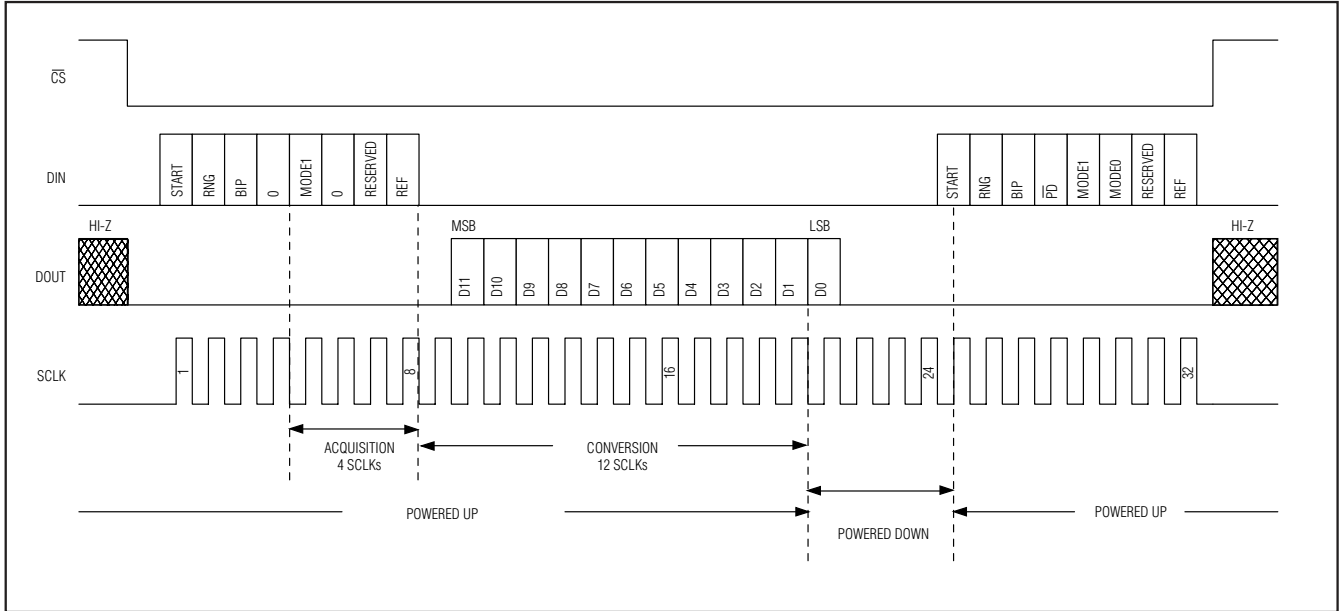 CS
DIN
START
RNG
BIP
0
MODE1
0
RESERVED
REF
START
RNG
BIP
PD
MODE1
MODE0
RESERVED
REF
HI-Z
MSB
LSB
HI-Z
DOUT
D11
D10
D9
D8
D7
D6
D5
D4
D3
D2
D1
D0
SCLK
1
8
16
24
32
ACQUISITION
4 SCLKs
CONVERSION
12 SCLKs
POWERED UP
POWERED DOWN
POWERED UP